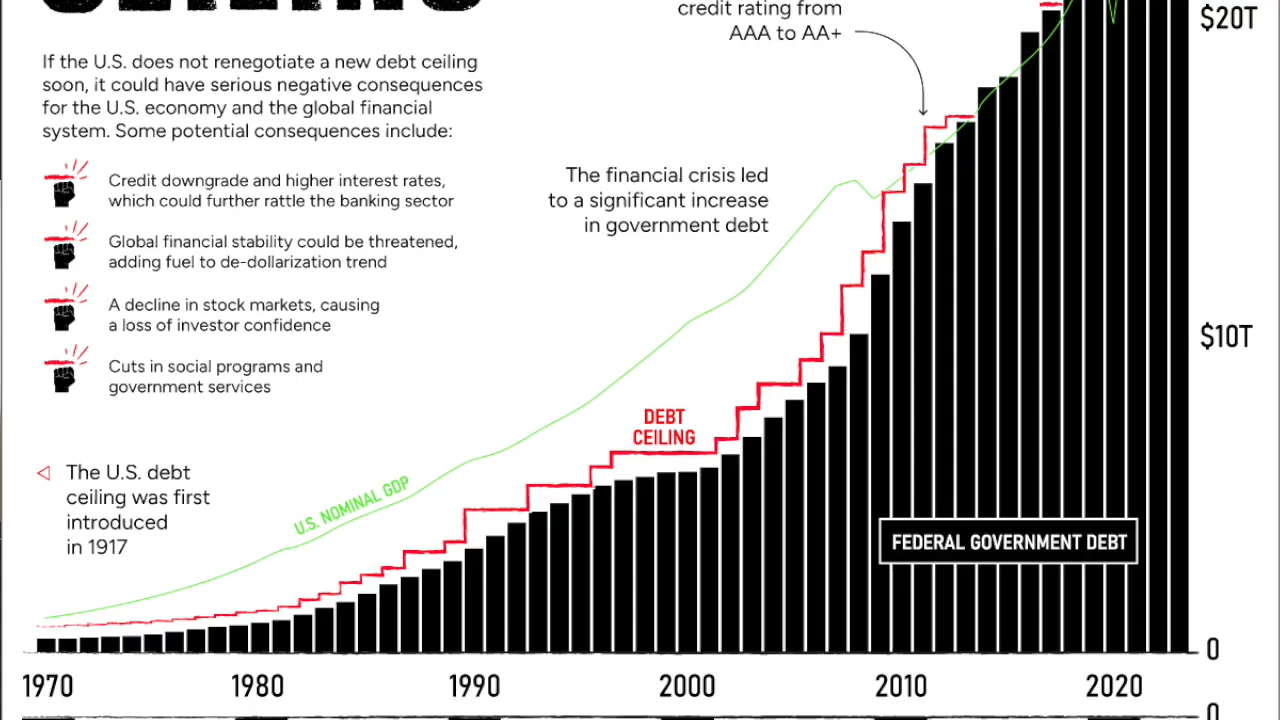 credit rating from
AAA to AA+
$20T
If the U.S. does not renegotiate a new debt ceiling
soon, it could have serious negative consequences
for the U.S. economy and the global financial
system. Some potential consequences include:
Credit downgrade and higher interest rates,
which could further rattle the banking sector
The financial crisis led
to a significant increase
in government debt
Global financial stability could be threatened,
adding fuel to de-dollarization trend
A decline in stock markets, causing
a loss of investor confidence
$10T
Cuts in social programs and
government services
DEBT
CEILING
The U.S. debt
ceiling was first
introduced
in 1917
U.S. NOMINAL GDP
FEDERAL GOVERNMENT DEBT
0
1970 1980 1990 2000 2010 2020